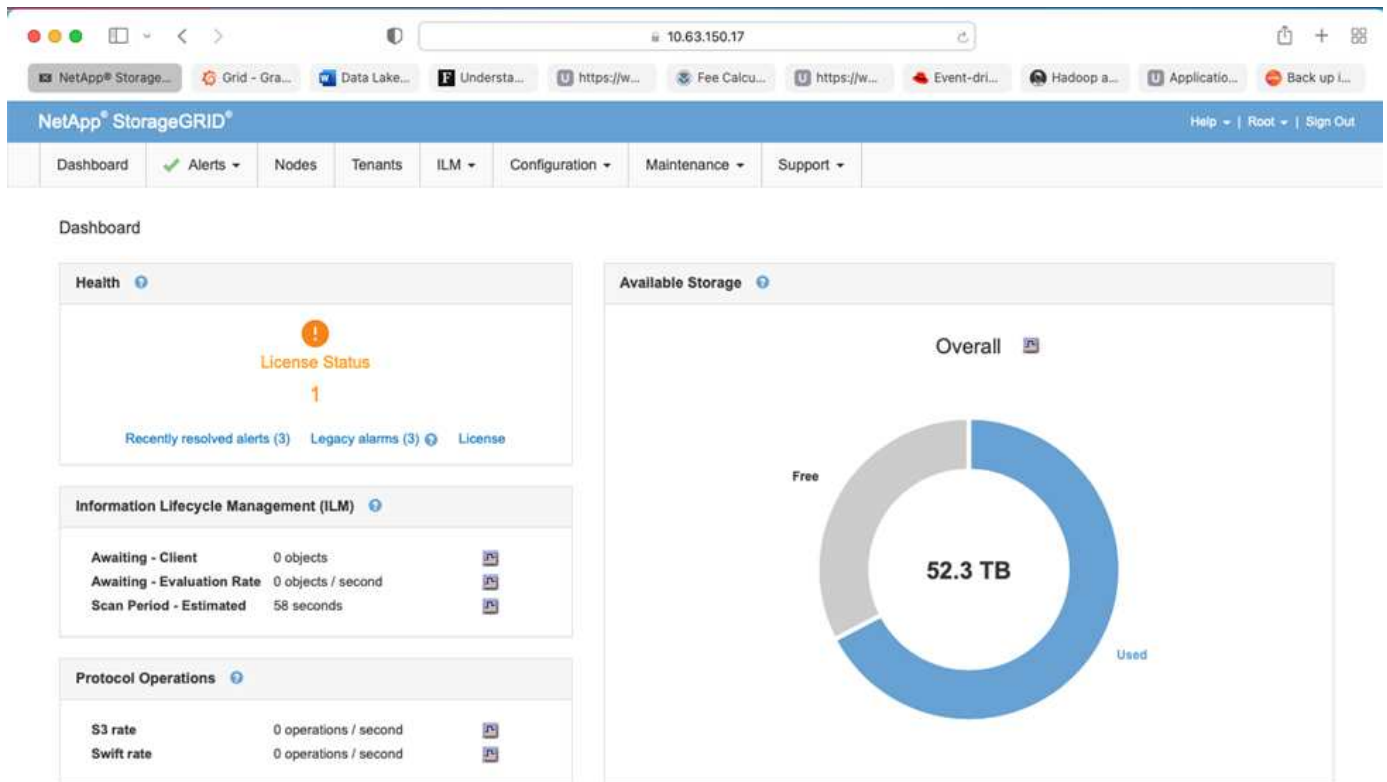 10.63.150.17
NetApp® Storage... Grid - Gra... Data Lake... Understa... https://w... Fee Calcu... https://w... Event-dri... Hadoop a... Applicatio... Back up i...
NetApp® StorageGRID® Help | Root | Sign Out
Dashboard Alerts Nodes Tenants ILM Configuration Maintenance Support
Dashboard
Health
License Status
1
Recently resolved alerts (3) Legacy alarms (3) License
Information Lifecycle Management (ILM)
Awaiting - Client 0 objects
Awaiting - Evaluation Rate 0 objects / second
Scan Period - Estimated 58 seconds
Protocol Operations
S3 rate 0 operations / second
Swift rate 0 operations / second
Available Storage
Overall
Free
52.3 TB
Used